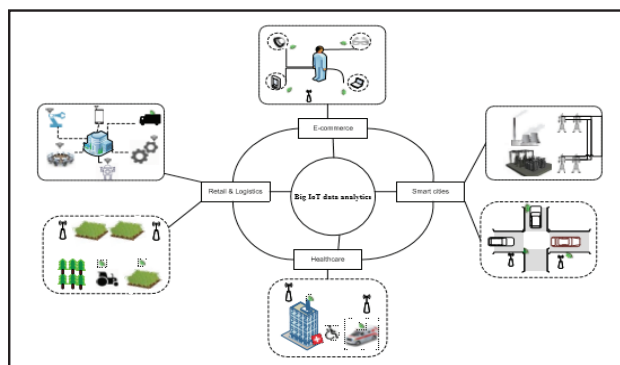 E-commerce
Retail & Logistics
Big IoT data analytics
Smart cities
Healthcare